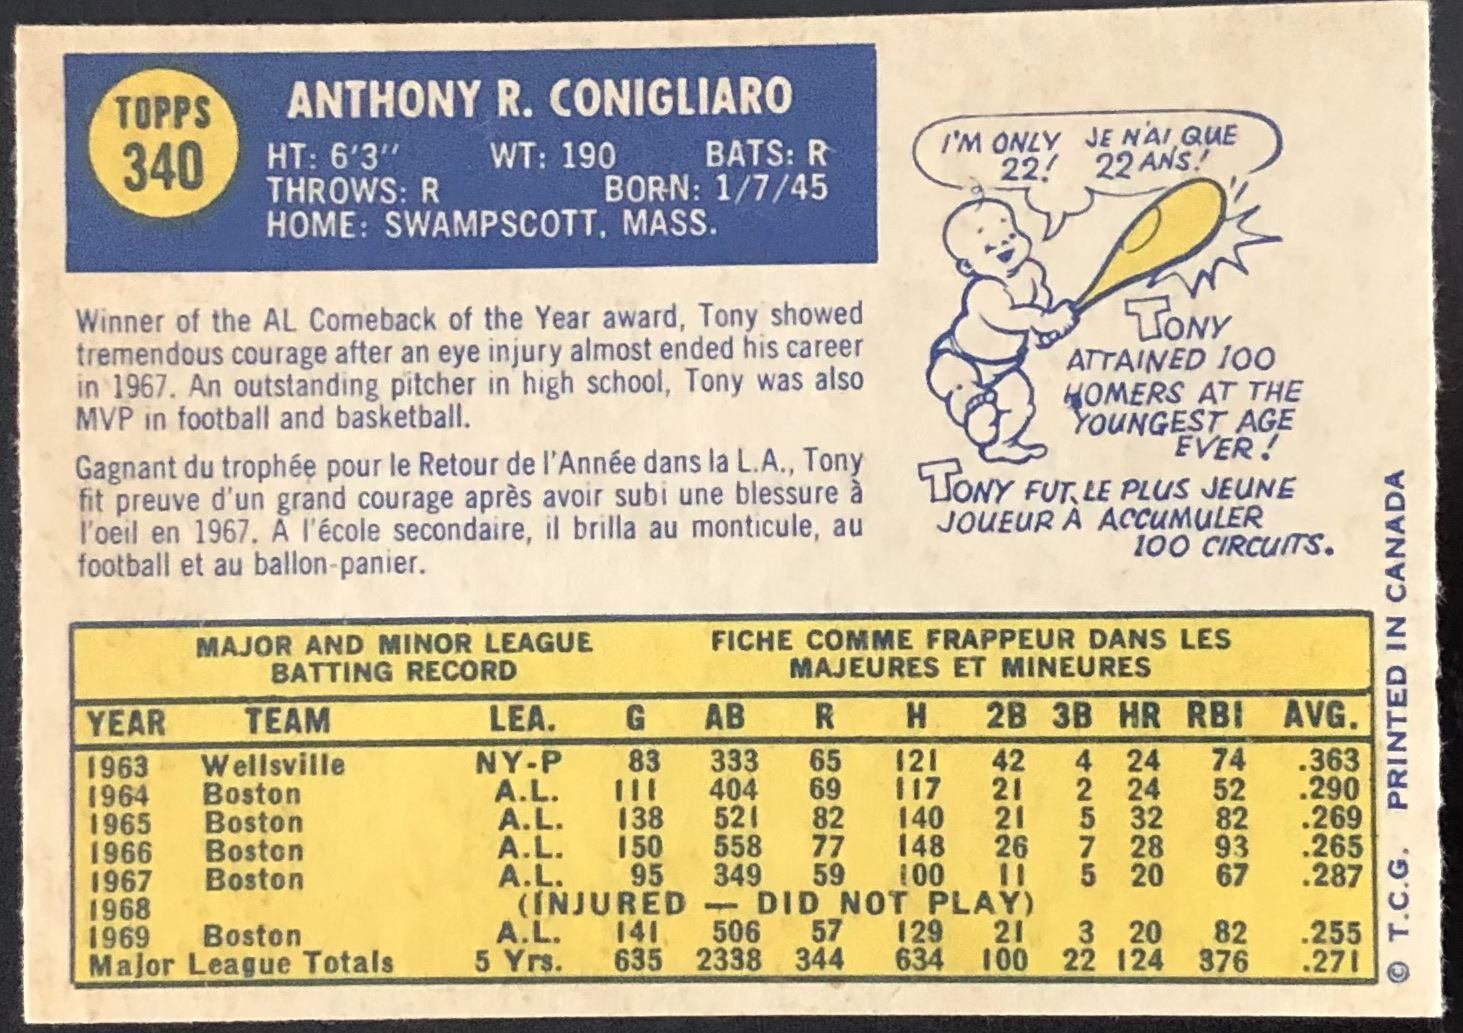 TOPPS
340
ANTHONY R. CONIGLIARO
HT: 6'3" WT: 190 BATS: R
THROWS: R BORN: 1/7/45
HOME: SWAMPSCOTT, MASS.
I'M ONLY 22!
JE N'AI QUE 22 ANS!
Winner of the AL Comeback of the Year award, Tony showed
tremendous courage after an eye injury almost ended his career
in 1967. An outstanding pitcher in high school, Tony was also
MVP in football and basketball.
Gagnant du trophée pour le Retour de l'Année dans la L.A., Tony
fit preuve d'un grand courage après avoir subi une blessure à
l'oeil en 1967. A l'école secondaire, il brilla au monticule, au
football et au ballon-panier.
TONY
ATTAINED 100
HOMERS AT THE
YOUNGEST AGE
EVER!
TONY FUT LE PLUS JEUNE
JOUEUR À ACCUMULER
100 CIRCUITS.
MAJOR AND MINOR LEAGUE
BATTING RECORD
FICHE COMME FRAPPEUR DANS LES
MAJEURES ET MINEURES
YEAR TEAM LEA. G AB R H 2B 3B HR RBI AVG.
1963 Wellsville NY-P 83 333 65 121 42 4 24 74 .363
1964 Boston A.L. 111 404 69 117 21 2 24 52 .290
1965 Boston A.L. 138 521 82 140 21 5 32 82 .269
1966 Boston A.L. 150 558 77 148 26 7 28 93 .265
1967 Boston A.L. 95 349 59 100 11 5 20 67 .287
1968 (INJURED — DID NOT PLAY)
1969 Boston A.L. 141 506 57 129 21 3 20 82 .255
Major League Totals 5 Yrs. 635 2338 344 634 100 22 124 376 .271
© T.C.G. PRINTED IN CANADA